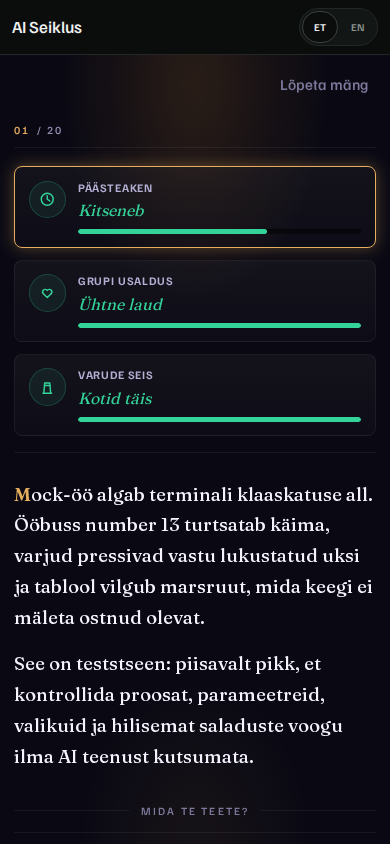 AI Seiklus
ET EN
Lõpeta mäng
01 / 20
PÄÄSTEAKEN
Kitseneb
GRUPI USALDUS
Ühtne laud
VARUDE SEIS
Kotid täis
Mock-öö algab terminali klaaskatuse all.
Ööbuss number 13 turtsatab käima,
varjud pressivad vastu lukustatud uksi
ja tablool vilgub marsruut, mida keegi ei
mäleta ostnud olevat.
See on teststseen: piisavalt pikk, et
kontrollida proosat, parameetreid,
valikuid ja hilisemat saladuste voogu
ilma AI teenust kutsumata.
MIDA TE TEETE?